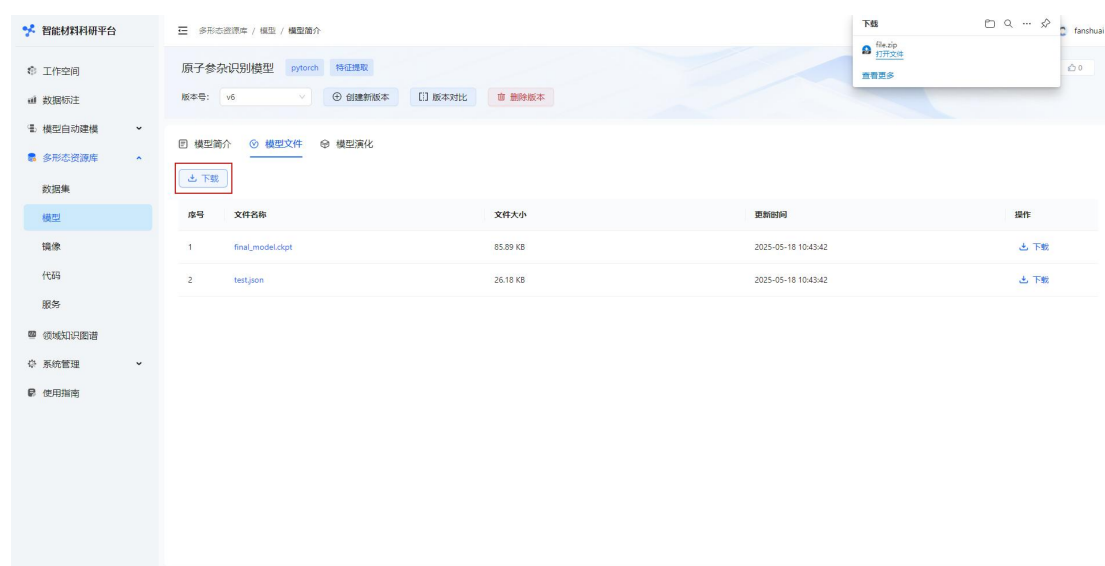 智能材料科研平台
多形态资源库 / 模型 / 模型简介
下载
fanshuai
file.zip
打开文件
查看更多
工作空间
数据标注
模型自动建模
多形态资源库
数据集
模型
镜像
代码
服务
领域知识图谱
系统管理
使用指南
原子参杂识别模型 pytorch 特征提取
0
版本号: v6 创建新版本 版本对比 删除版本
模型简介 模型文件 模型演化
下载
序号 文件名称 文件大小 更新时间 操作
1 final_model.ckpt 85.89 KB 2025-05-18 10:43:42 下载
2 test.json 26.18 KB 2025-05-18 10:43:42 下载